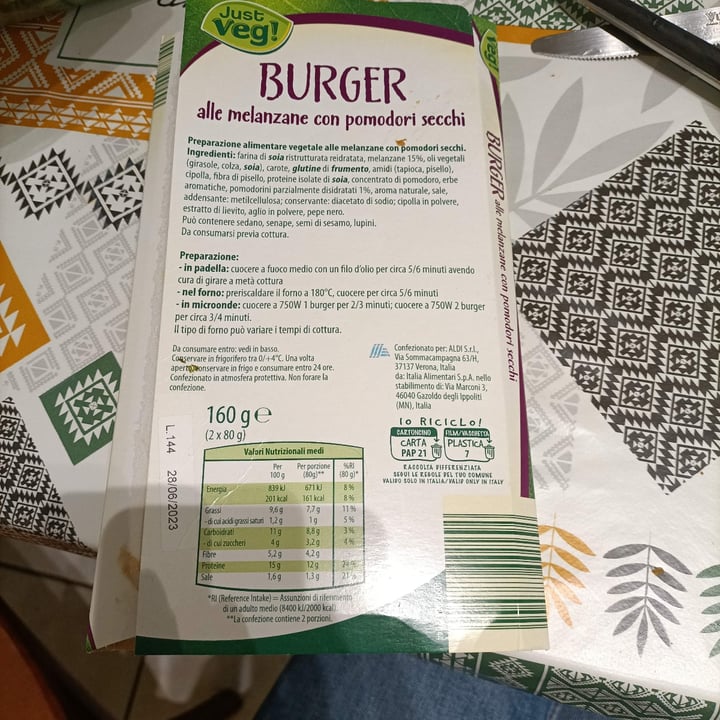 Just
Veg!
BURGER
alle melanzane con pomodori secchi
Preparazione alimentare vegetale alle melanzane con pomodori secchi.
Ingredienti: farina di soia ristrutturata reidratata, melanzane 15%, oli vegetali
(girasole, colza, soia), carote, glutine di frumento, amidi (tapioca, pisello),
cipolla, fibra di pisello, proteine isolate di soia, concentrato di pomodoro, erbe
aromatiche, pomodorini parzialmente disidratati 1%, aroma naturale, sale,
addensante: metilcellulosa; conservante: diacetato di sodio; cipolla in polvere,
estratto di lievito, aglio in polvere, pepe nero.
Può contenere sedano, senape, semi di sesamo, lupini.
Da consumarsi previa cottura.
Preparazione:
- in padella: cuocere a fuoco medio con un filo d'olio per circa 5/6 minuti avendo
cura di girare a metà cottura
- nel forno: preriscaldare il forno a 180°C, cuocere per circa 5/6 minuti
- in microonde: cuocere a 750W 1 burger per 2/3 minuti; cuocere a 750W 2 burger
per circa 3/4 minuti.
Il tipo di forno può variare i tempi di cottura.
Da consumare entro: vedi in basso.
Conservare in frigorifero tra 0/+4°C. Una volta
aperto conservare in frigo e consumare entro 24 ore.
Confezionato in atmosfera protettiva. Non forare la
confezione.
Confezionato per: ALDI S.r.l.,
Via Sommacampagna 63/H,
37137 Verona, Italia
da: Italia Alimentari S.p.A. nello
stabilimento di: Via Marconi 3,
46040 Gazoldo degli Ippoliti
(MN), Italia
160 g e
(2 x 80 g)
Io RICICLo!
CARTONCINO FILM/VASCHETTA
CARTA PLASTICA
PAP 21 7
RACCOLTA DIFFERENZIATA
SEGUI LE REGOLE DEL TUO COMUNE
VALIDO SOLO IN ITALIA/VALID ONLY IN ITALY
L.144 28/06/2023
Valori Nutrizionali medi
Per 100 g Per porzione (80g)** %RI (80 g)*
Energia 839 kJ 671 kJ 8 %
201 kcal 161 kcal 8 %
Grassi 9,6 g 7,7 g 11 %
- di cui acidi grassi saturi 1,2 g 1 g 5 %
Carboidrati 11 g 8,8 g 3 %
- di cui zuccheri 4 g 3,2 g 4 %
Fibre 5,2 g 4,2 g
Proteine 15 g 12 g
Sale 1,6 g 1,3 g 21 %
*RI (Reference Intake) = Assunzioni di riferimento
di un adulto medio (8400 kJ/2000 kcal).
**La confezione contiene 2 porzioni.
BURGER alle melanzane con pomodori secchi